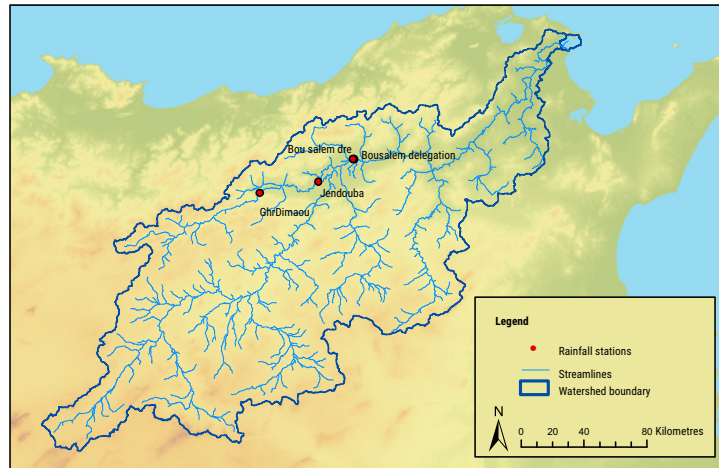 Bou salem dre
Bousalem delegation
Jendouba
GhrDimaou
Legend
Rainfall stations
Streamlines
Watershed boundary
N
0 20 40 80 Kilometres